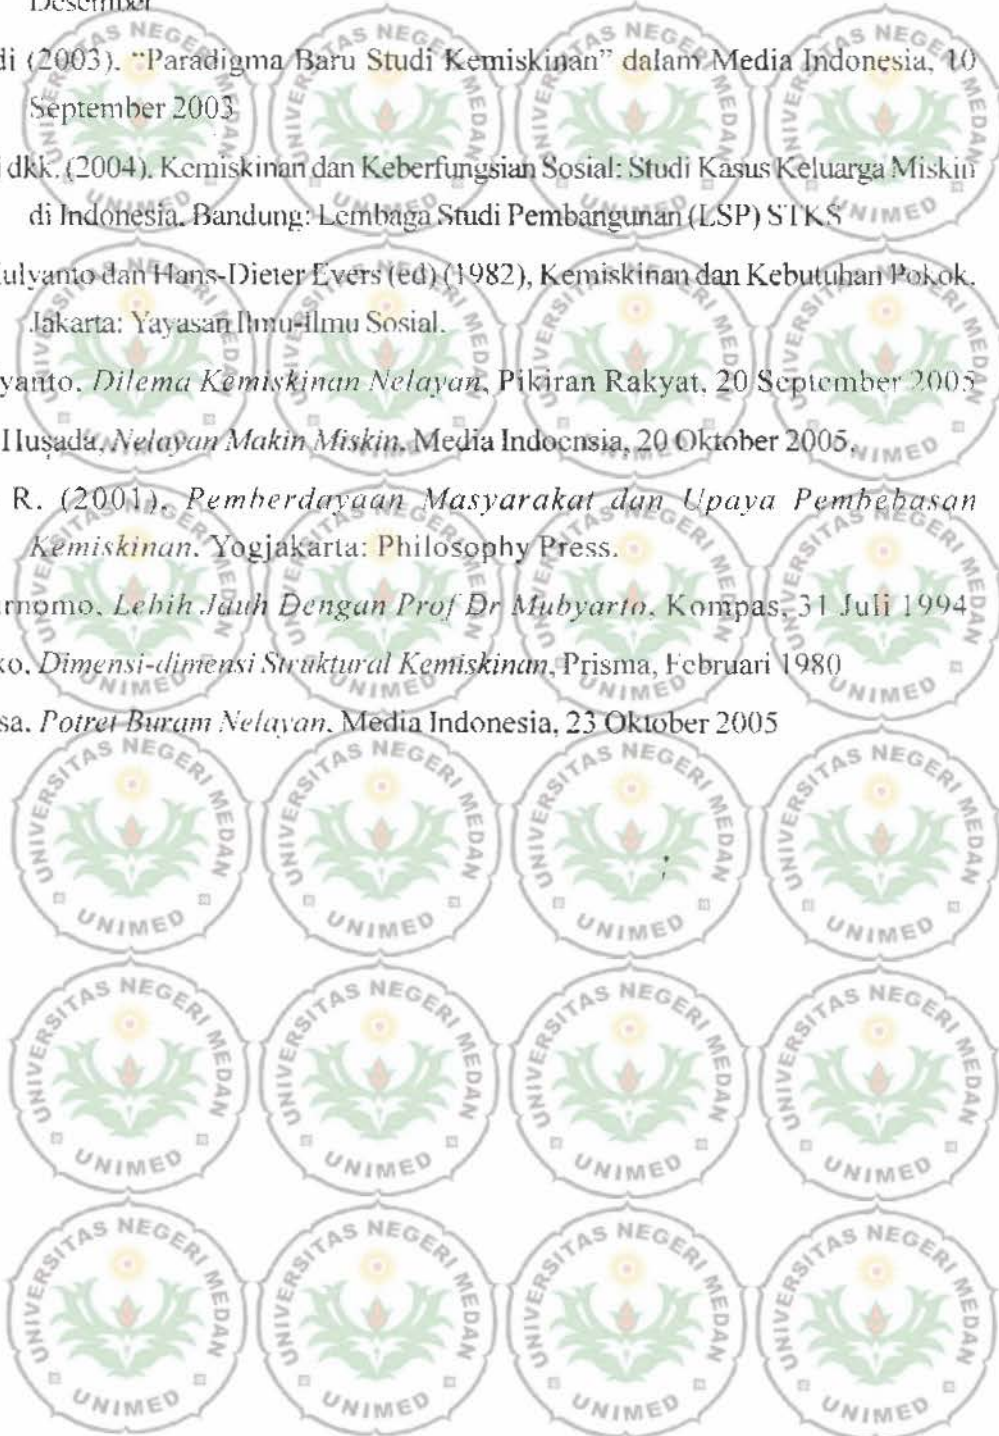 Desember
di (2003). “Paradigma Baru Studi Kemiskinan” dalam Media Indonesia, 10
September 2003
i dkk. (2004). Kemiskinan dan Keberfungsian Sosial: Studi Kasus Keluarga Miskin
di Indonesia. Bandung: Lembaga Studi Pembangunan (LSP) STKS
ulyanto dan Hans-Dieter Evers (ed) (1982), Kemiskinan dan Kebutuhan Pokok.
Jakarta: Yayasan Ilmu-Ilmu Sosial.
yanto. Dilema Kemiskinan Nelayan, Pikiran Rakyat, 20 September 2005
Husada, Nelayan Makin Miskin. Media Indoensia, 20 Oktober 2005.
R. (2001). Pemberdayaan Masyarakat dan Upaya Pembebasan
Kemiskinan. Yogjakarta: Philosophy Press.
rnomo. Lebih Jauh Dengan Prof Dr Mubyarto. Kompas, 31 Juli 1994
ko. Dimensi-dimensi Struktural Kemiskinan, Prisma, Februari 1980
sa. Potret Buram Nelayan. Media Indonesia, 23 Oktober 2005
UNIVERSITAS NEGERI MEDAN
UNIMED